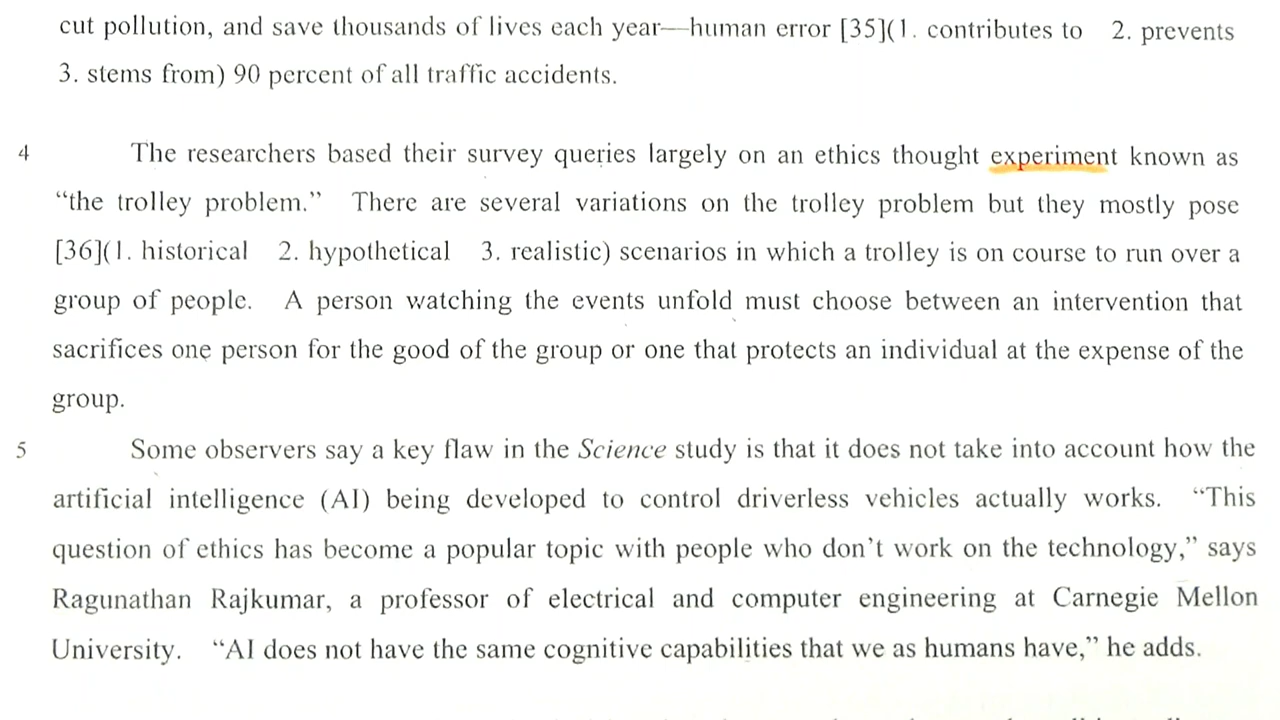 cut pollution, and save thousands of lives each year—human error [35](1. contributes to 2. prevents
3. stems from) 90 percent of all traffic accidents.
4 The researchers based their survey queries largely on an ethics thought experiment known as
“the trolley problem.” There are several variations on the trolley problem but they mostly pose
[36](1. historical 2. hypothetical 3. realistic) scenarios in which a trolley is on course to run over a
group of people. A person watching the events unfold must choose between an intervention that
sacrifices one person for the good of the group or one that protects an individual at the expense of the
group.
5 Some observers say a key flaw in the Science study is that it does not take into account how the
artificial intelligence (AI) being developed to control driverless vehicles actually works. “This
question of ethics has become a popular topic with people who don’t work on the technology,” says
Ragunathan Rajkumar, a professor of electrical and computer engineering at Carnegie Mellon
University. “AI does not have the same cognitive capabilities that we as humans have,” he adds.